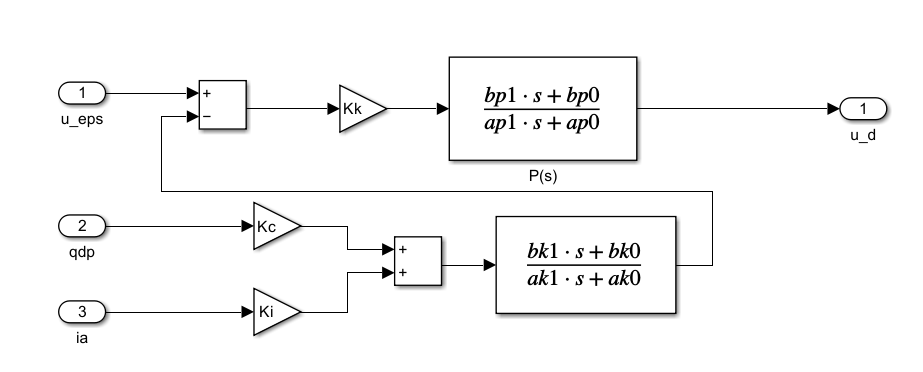 1
u_eps
+
−
Kk
bp1 · s + bp0
ap1 · s + ap0
P(s)
1
u_d
2
qdp
Kc
3
ia
Ki
+
+
bk1 · s + bk0
ak1 · s + ak0